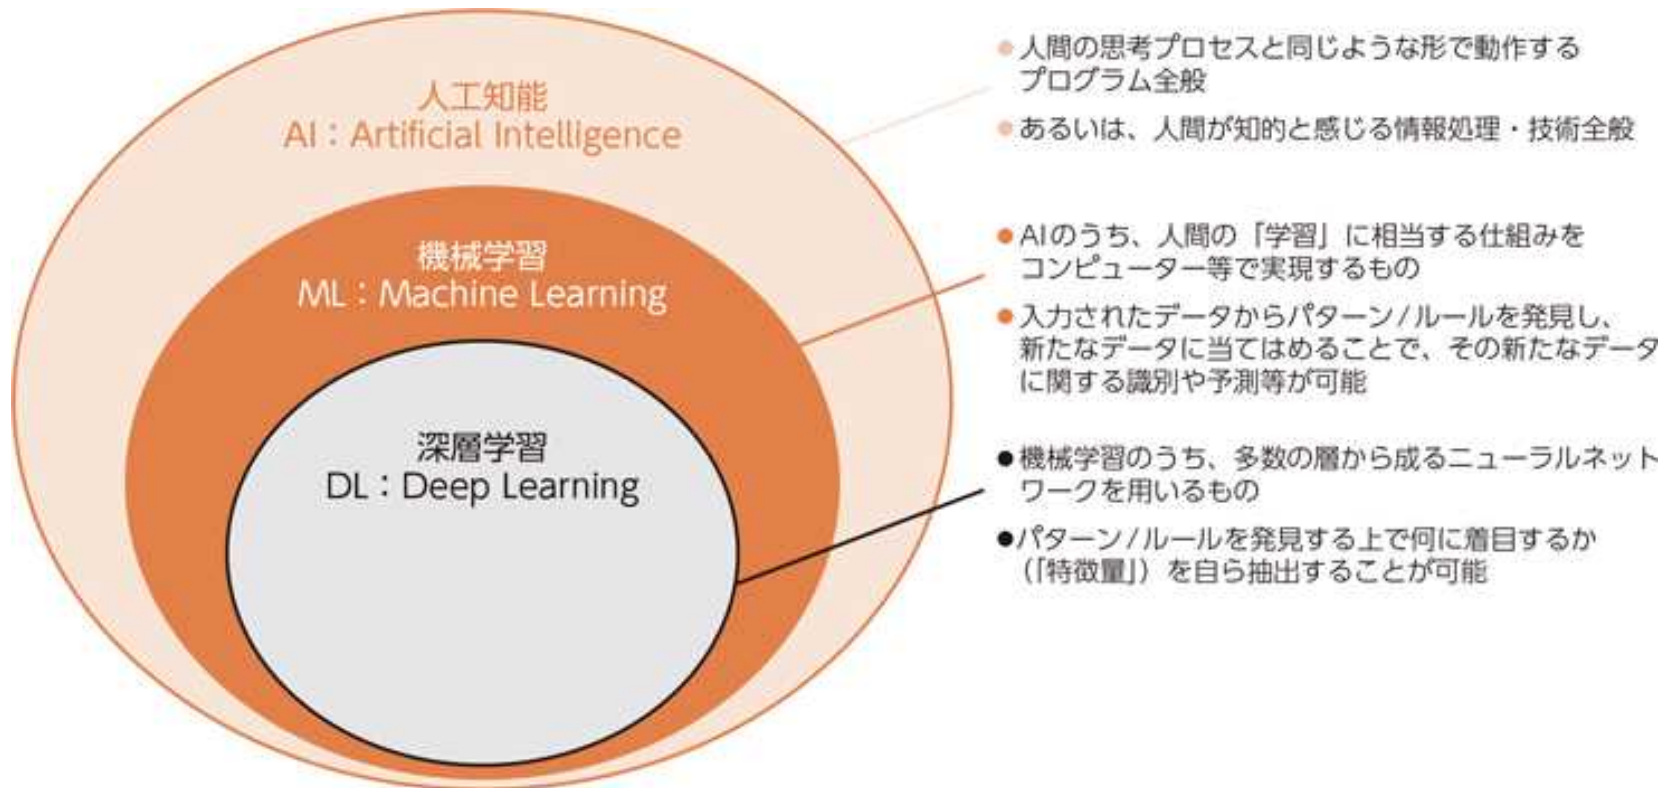 人工知能
AI：Artificial Intelligence
機械学習
ML：Machine Learning
深層学習
DL：Deep Learning
●人間の思考プロセスと同じような形で動作する
プログラム全般
●あるいは、人間が知的と感じる情報処理・技術全般
●AIのうち、人間の「学習」に相当する仕組みを
コンピューター等で実現するもの
●入力されたデータからパターン/ルールを発見し、
新たなデータに当てはめることで、その新たなデータ
に関する識別や予測等が可能
●機械学習のうち、多数の層から成るニューラルネット
ワークを用いるもの
●パターン/ルールを発見する上で何に着目するか
（「特徴量」）を自ら抽出することが可能